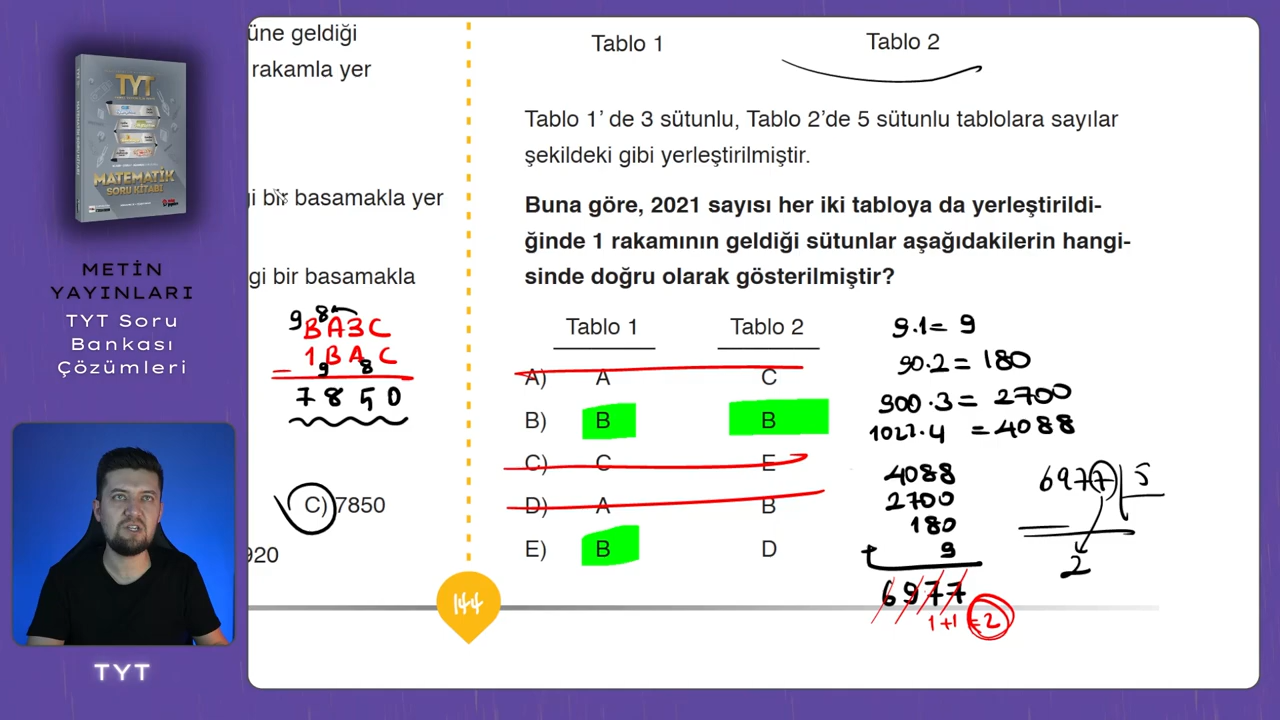 TYT
MATEMATİK
SORU KİTABI
METİN
YAYINLARI
TYT Soru
Bankası
Çözümleri
TYT
üne geldiği
rakamla yer
gi bir basamakla yer
gi bir basamakla
9 8
BA3C
1BAC
9 8
7850
C) 7850
920
144
Tablo 1 Tablo 2
Tablo 1’ de 3 sütunlu, Tablo 2’de 5 sütunlu tablolara sayılar
şekildeki gibi yerleştirilmiştir.
Buna göre, 2021 sayısı her iki tabloya da yerleştirildi-
ğinde 1 rakamının geldiği sütunlar aşağıdakilerin hangi-
sinde doğru olarak gösterilmiştir?
Tablo 1 Tablo 2
A) A C
B) B B
C) C E
D) A B
E) B D
9.1= 9
90.2= 180
900.3= 2700
1022.4 =4088
4088
2700
180
+ 9
6977
1+1=2
6977 5
2